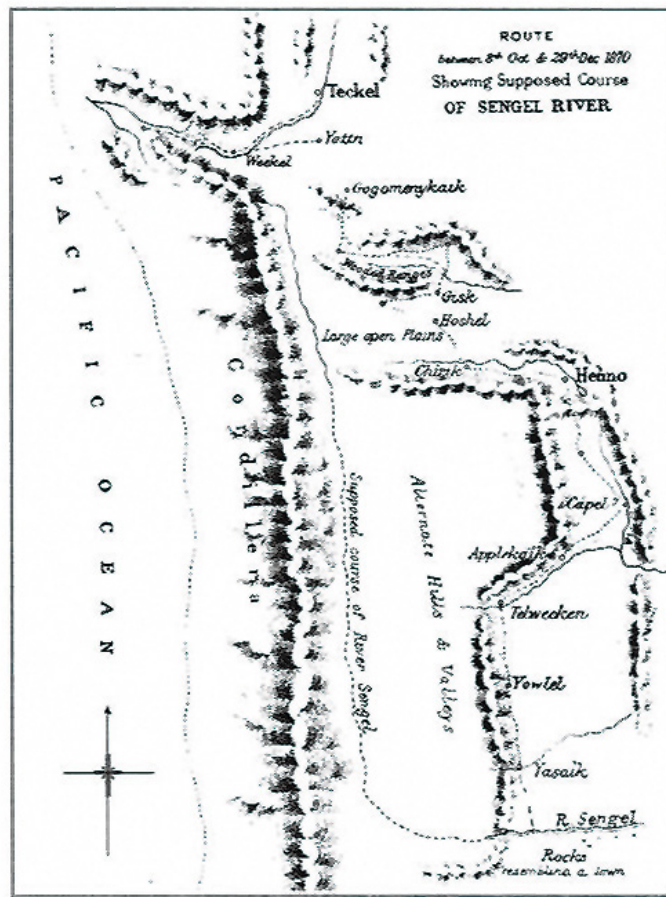 ROUTE
between 8th Oct & 29th Dec 1870
Showing Supposed Course
OF SENGEL RIVER
Teckel
Yattn
Weekel
Gogomenykaik
Wooded Ranges
Gisk
Hoshel
Large open Plains
Chirik
Henno
PACIFIC OCEAN
Cordillera
Supposed course of River Sengel
Alternate Hills & Valleys
Capel
Applekaik
Telwecken
Yowlel
Yasaik
R. Sengel
Rocks
resembling a town